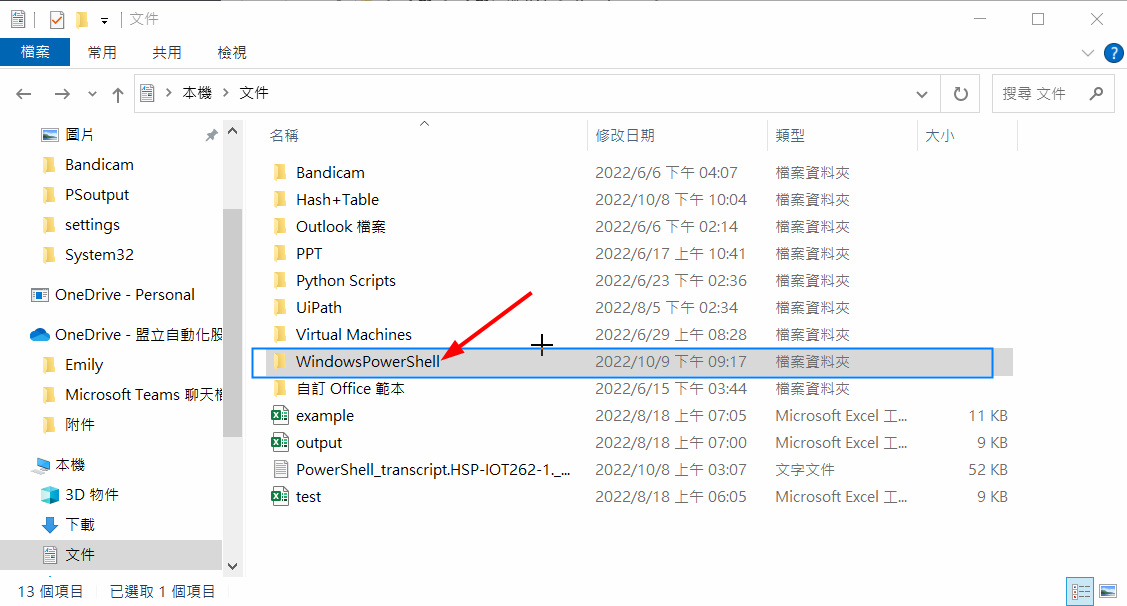 文件
檔案 常用 共用 檢視
本機 文件 搜尋 文件
圖片
Bandicam
PSoutput
settings
System32
OneDrive - Personal
OneDrive - 盟立自動化股
Emily
Microsoft Teams 聊天檔
附件
本機
3D 物件
下載
文件
名稱 修改日期 類型 大小
Bandicam 2022/6/6 下午 04:07 檔案資料夾
Hash+Table 2022/10/8 下午 10:04 檔案資料夾
Outlook 檔案 2022/6/6 下午 02:14 檔案資料夾
PPT 2022/6/17 上午 10:41 檔案資料夾
Python Scripts 2022/6/23 下午 02:36 檔案資料夾
UiPath 2022/8/5 下午 02:34 檔案資料夾
Virtual Machines 2022/6/29 上午 08:28 檔案資料夾
WindowsPowerShell 2022/10/9 下午 09:17 檔案資料夾
自訂 Office 範本 2022/6/15 下午 03:44 檔案資料夾
example 2022/8/18 上午 07:05 Microsoft Excel 工... 11 KB
output 2022/8/18 上午 07:00 Microsoft Excel 工... 9 KB
PowerShell_transcript.HSP-IOT262-1._... 2022/10/8 上午 03:07 文字文件 52 KB
test 2022/8/18 上午 06:05 Microsoft Excel 工... 9 KB
13 個項目 已選取 1 個項目